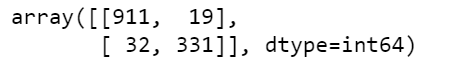 array([[911,  19],
       [ 32, 331]], dtype=int64)